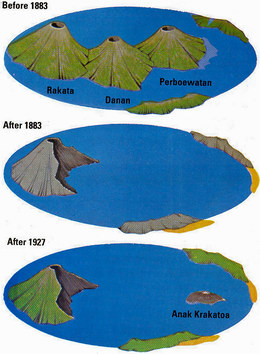 Before 1883
Perboewatan
Rakata
Danan
After 1883
After 1927
Anak Krakatoa